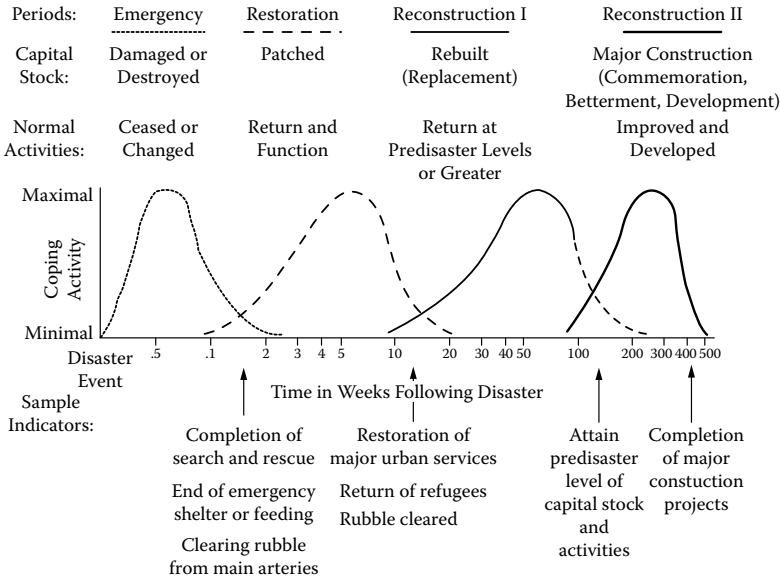 Periods: Emergency Restoration Reconstruction I Reconstruction II
Capital Stock: Damaged or Destroyed Patched Rebuilt (Replacement) Major Construction (Commemoration, Betterment, Development)
Normal Activities: Ceased or Changed Return and Function Return at Predisaster Levels or Greater Improved and Developed
Maximal
Coping Activity
Minimal
Disaster Event
.5 .1 2 3 4 5 10 20 30 40 50 100 200 300 400 500
Time in Weeks Following Disaster
Sample Indicators:
Completion of
search and rescue
End of emergency
shelter or feeding
Clearing rubble
from main arteries
Restoration of
major urban services
Return of refugees
Rubble cleared
Attain
predisaster
level of
capital stock
and
activities
Completion
of major
constuction
projects